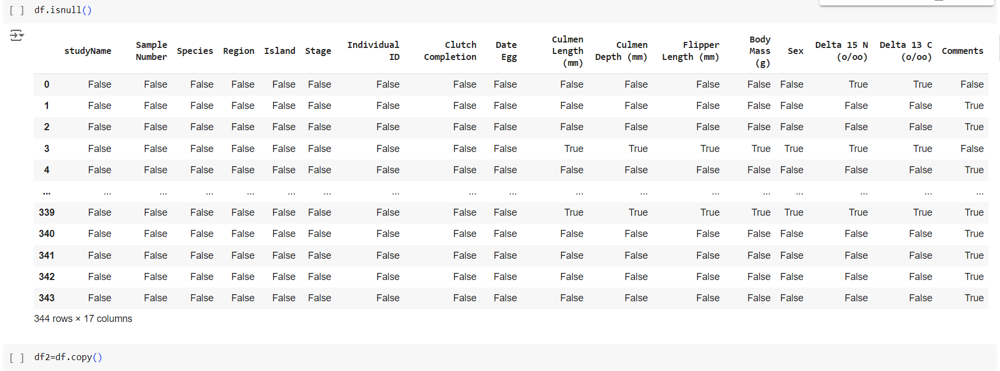 [ ] df.isnull()
studyName Sample Number Species Region Island Stage Individual ID Clutch Completion Date Egg Culmen Length (mm) Culmen Depth (mm) Flipper Length (mm) Body Mass (g) Sex Delta 15 N (o/oo) Delta 13 C (o/oo) Comments
0 False False False False False False False False False False False False False False True True False
1 False False False False False False False False False False False False False False False False True
2 False False False False False False False False False False False False False False False False True
3 False False False False False False False False False True True True True True True True False
4 False False False False False False False False False False False False False False False False True
... ... ... ... ... ... ... ... ... ... ... ... ... ... ... ... ... ...
339 False False False False False False False False False True True True True True True True True
340 False False False False False False False False False False False False False False False False True
341 False False False False False False False False False False False False False False False False True
342 False False False False False False False False False False False False False False False False True
343 False False False False False False False False False False False False False False False False True
344 rows × 17 columns
[ ] df2=df.copy()